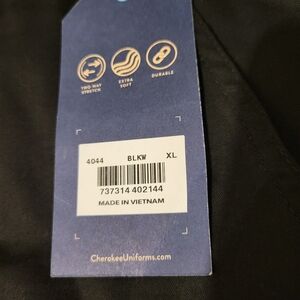 TWO WAY
STRETCH
EXTRA
SOFT
DURABLE
4044 BLKW XL
737314 402144
MADE IN VIETNAM
CherokeeUniforms.com